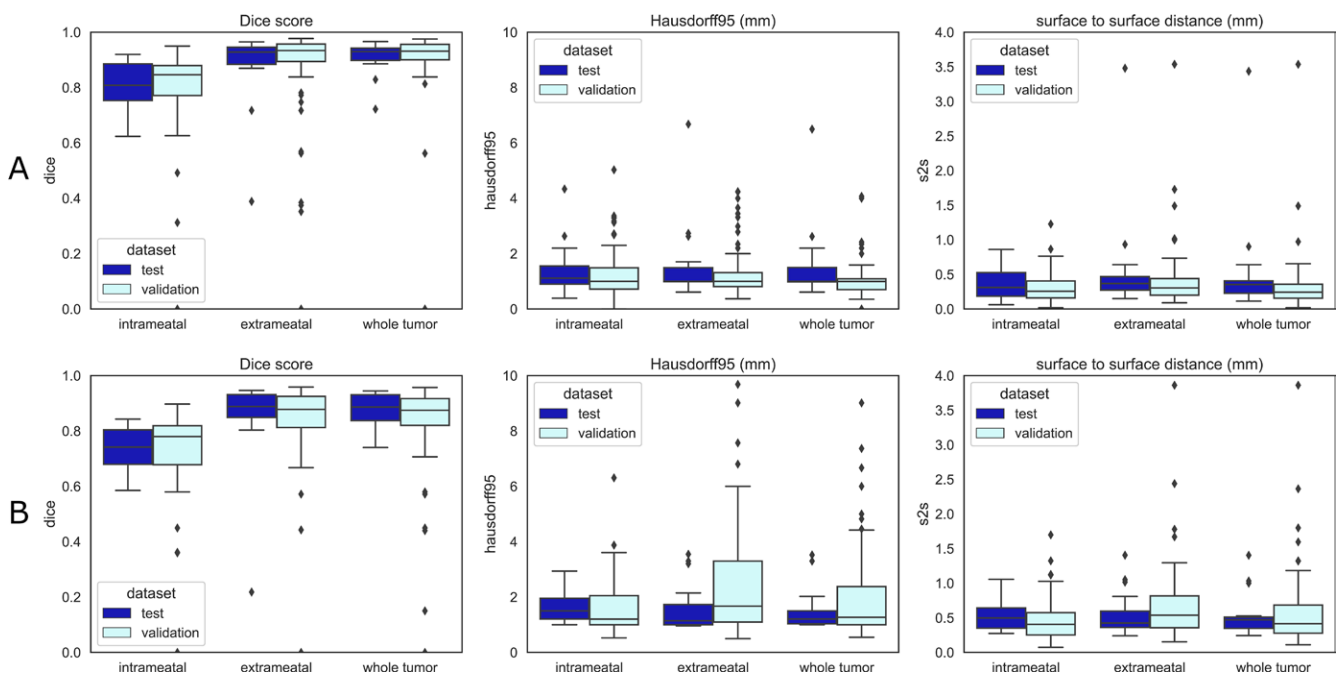 A
Dice score
dice
1.0
0.8
0.6
0.4
0.2
0.0
dataset
test
validation
intrameatal extrameatal whole tumor
Hausdorff95 (mm)
hausdorff95
10
8
6
4
2
0
dataset
test
validation
intrameatal extrameatal whole tumor
surface to surface distance (mm)
s2s
4.0
3.5
3.0
2.5
2.0
1.5
1.0
0.5
0.0
dataset
test
validation
intrameatal extrameatal whole tumor
B
Dice score
dice
1.0
0.8
0.6
0.4
0.2
0.0
dataset
test
validation
intrameatal extrameatal whole tumor
Hausdorff95 (mm)
hausdorff95
10
8
6
4
2
0
dataset
test
validation
intrameatal extrameatal whole tumor
surface to surface distance (mm)
s2s
4.0
3.5
3.0
2.5
2.0
1.5
1.0
0.5
0.0
dataset
test
validation
intrameatal extrameatal whole tumor